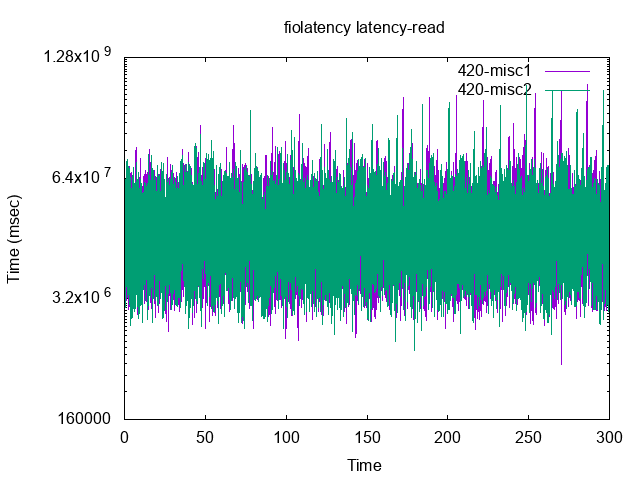 fiolatency latency-read
1.28x10 9
420-misc1
420-misc2
6.4x10 7
Time (msec)
3.2x10 6
160000
0 50 100 150 200 250 300
Time